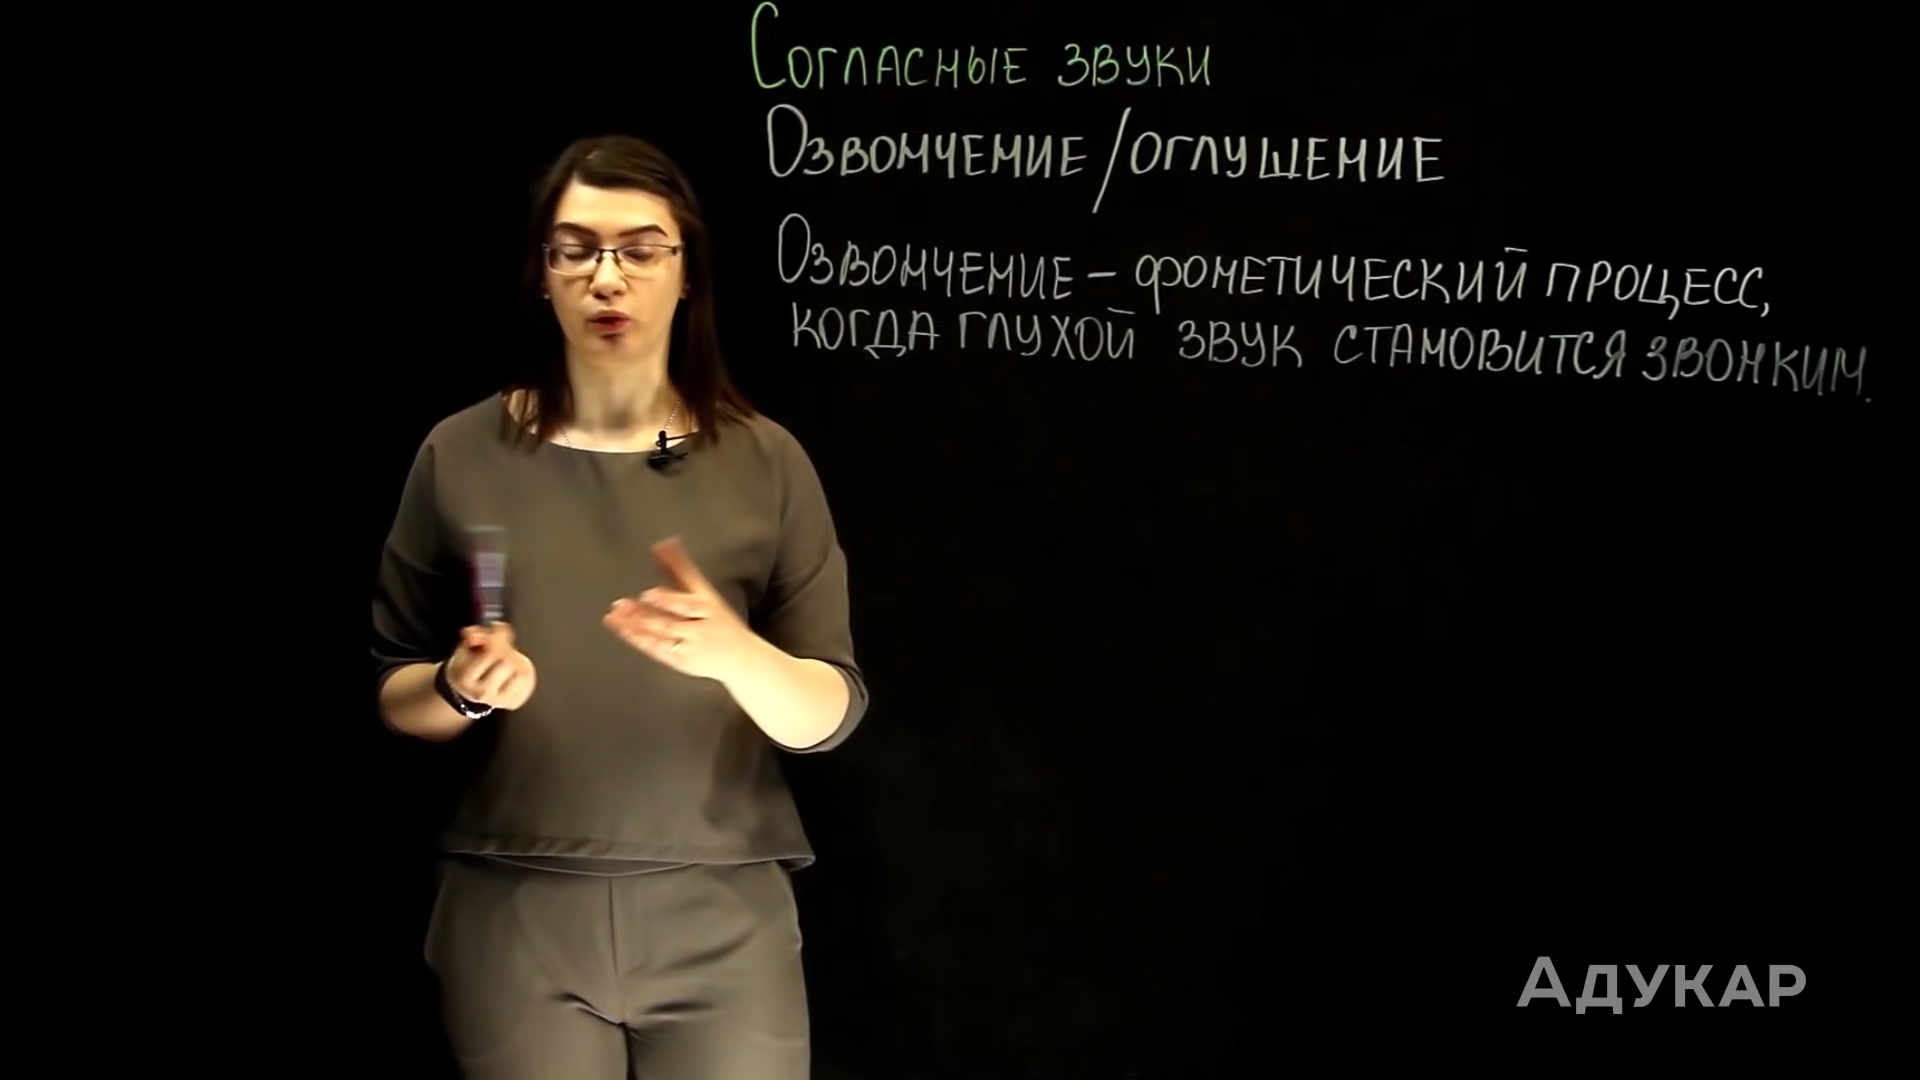 Согласные звуки
Озвончение/оглушение
Озвончение – фонетический процесс,
когда глухой звук становится звонким.
Адукар